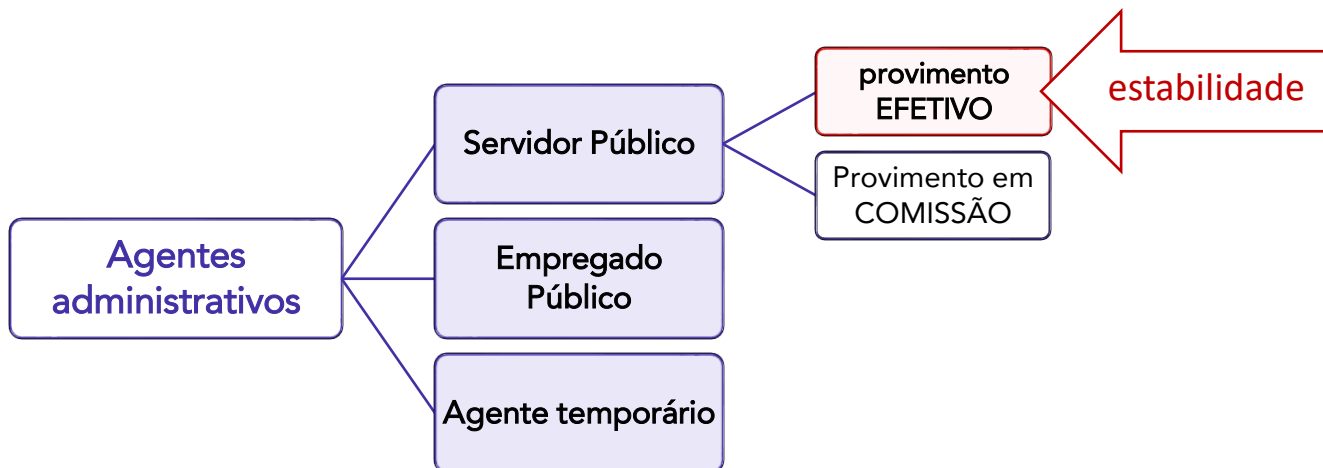 provimento
EFETIVO
estabilidade
Servidor Público
Provimento em
COMISSÃO
Agentes
administrativos
Empregado
Público
Agente temporário